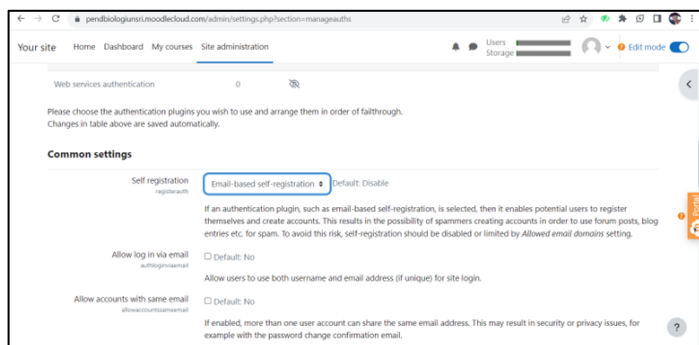 pendbiologiunsri.moodlecloud.com/admin/settings.php?section=manageauths
Your site Home Dashboard My courses Site administration Users Storage Edit mode
Web services authentication 0
Please choose the authentication plugins you wish to use and arrange them in order of failthrough.
Changes in table above are saved automatically.
Common settings
Self registration Email-based self-registration Default: Disable
registerauth
If an authentication plugin, such as email-based self-registration, is selected, then it enables potential users to register
themselves and create accounts. This results in the possibility of spammers creating accounts in order to use forum posts, blog
entries etc. for spam. To avoid this risk, self-registration should be disabled or limited by Allowed email domains setting.
Allow log in via email Default: No
authloginviaemail
Allow users to use both username and email address (if unique) for site login.
Allow accounts with same email Default: No
allowaccountssameemail
If enabled, more than one user account can share the same email address. This may result in security or privacy issues, for
example with the password change confirmation email.
Portal
?